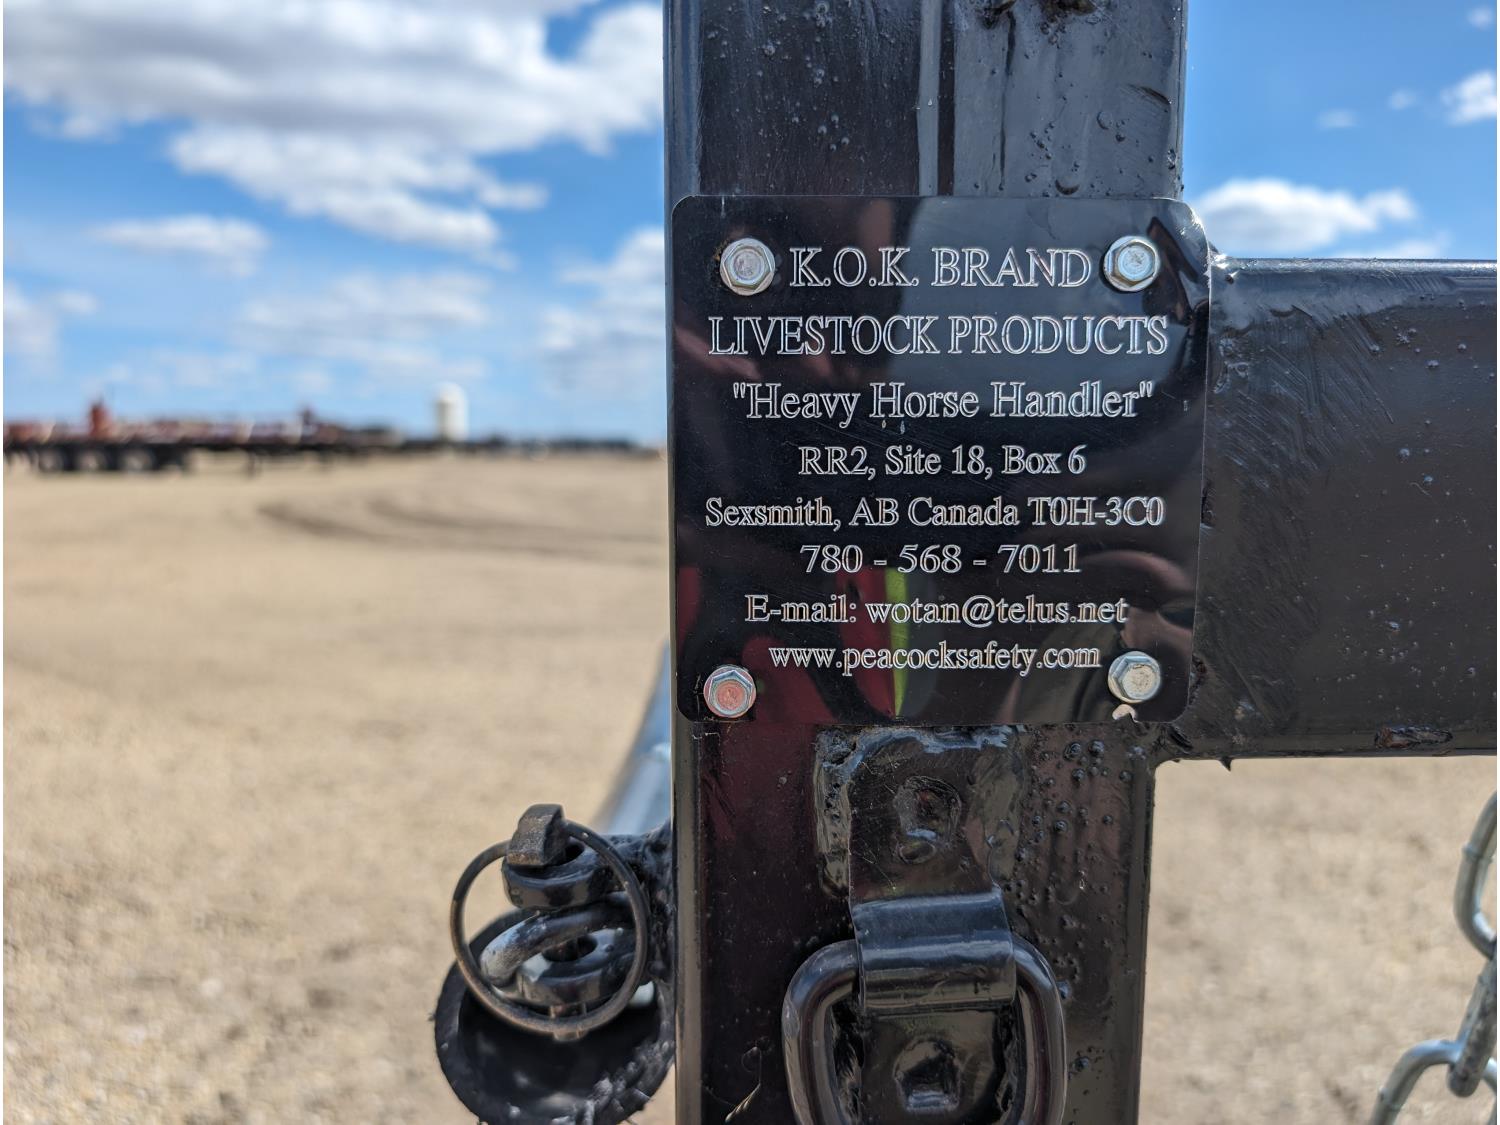 K.O.K. BRAND
LIVESTOCK PRODUCTS
"Heavy Horse Handler"
RR2, Site 18, Box 6
Sexsmith, AB Canada T0H-3C0
780 - 568 - 7011
E-mail: wotan@telus.net
www.peacocksafety.com